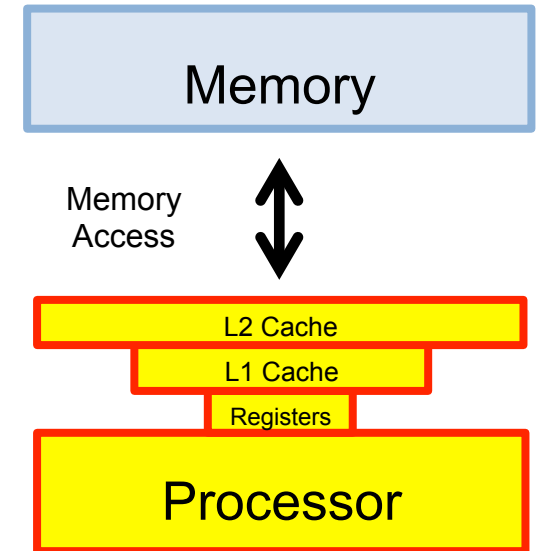 Memory
Memory
Access
L2 Cache
L1 Cache
Registers
Processor